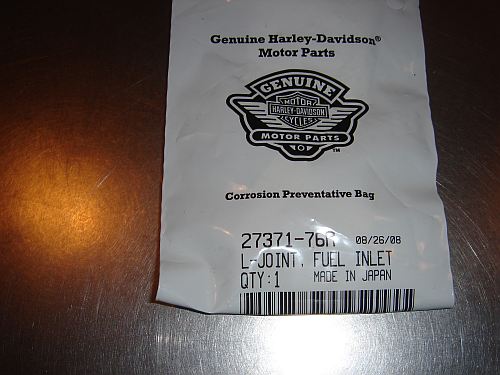 Genuine Harley-Davidson®
Motor Parts
GENUINE
MOTOR
HARLEY-DAVIDSON
CYCLES
MOTOR PARTS
TM
Corrosion Preventative Bag
27371-76A 08/26/08
L-JOINT, FUEL INLET
QTY:1 MADE IN JAPAN